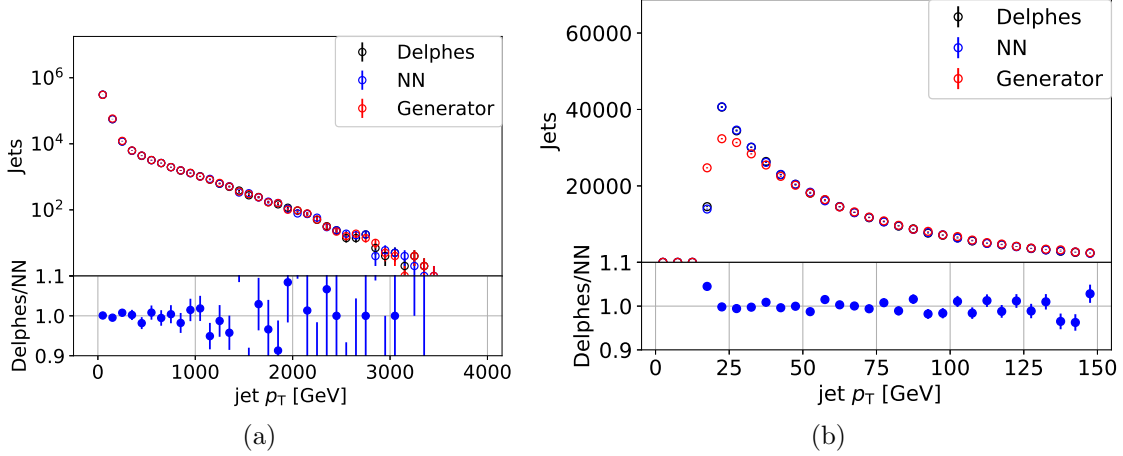 Delphes
NN
Generator
Jets
10^6
10^4
10^2
Delphes/NN
1.1
1.0
0.9
0 1000 2000 3000 4000
jet p_T [GeV]
(a)
Delphes
NN
Generator
Jets
60000
40000
20000
Delphes/NN
1.1
1.0
0.9
0 25 50 75 100 125 150
jet p_T [GeV]
(b)